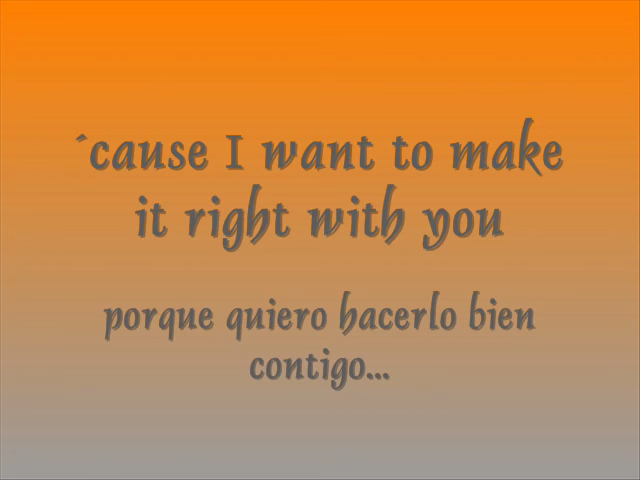 ´cause I want to make
it right with you
porque quiero hacerlo bien
contigo...